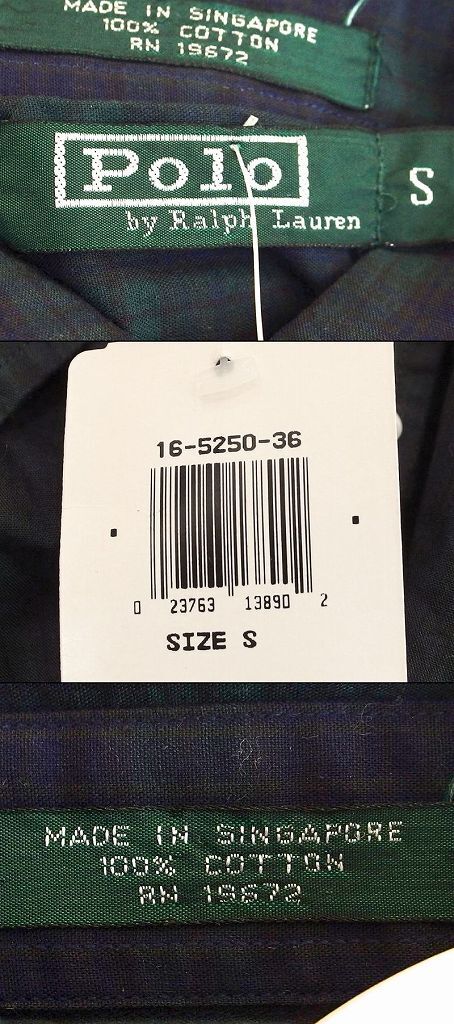 MADE IN SINGAPORE
100% COTTON
RN 19672
Polo
by Ralph Lauren
S
16-5250-36
0 23763 13890 2
SIZE S
MADE IN SINGAPORE
100% COTTON
RN 19672